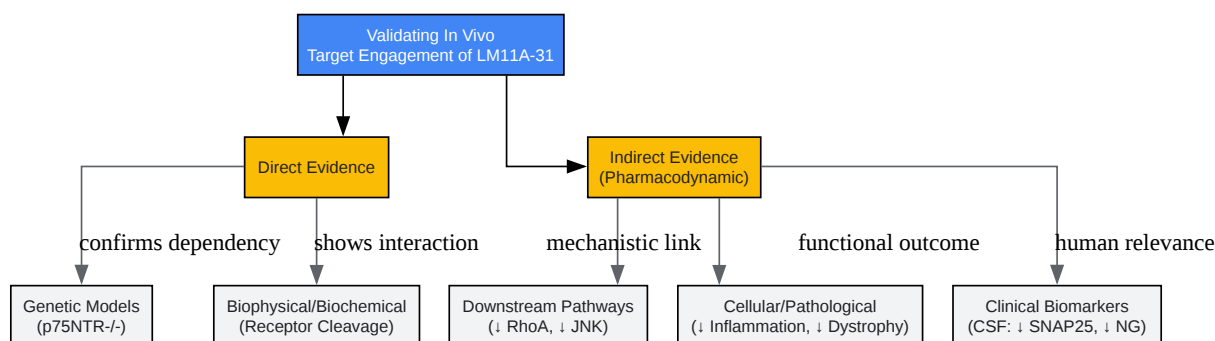 Validating In Vivo
Target Engagement of LM11A-31
Direct Evidence
Indirect Evidence
(Pharmacodynamic)
confirms dependency
shows interaction
mechanistic link
functional outcome
human relevance
Genetic Models
(p75NTR-/-)
Biophysical/Biochemical
(Receptor Cleavage)
Downstream Pathways
(↓ RhoA, ↓ JNK)
Cellular/Pathological
(↓ Inflammation, ↓ Dystrophy)
Clinical Biomarkers
(CSF: ↓ SNAP25, ↓ NG)